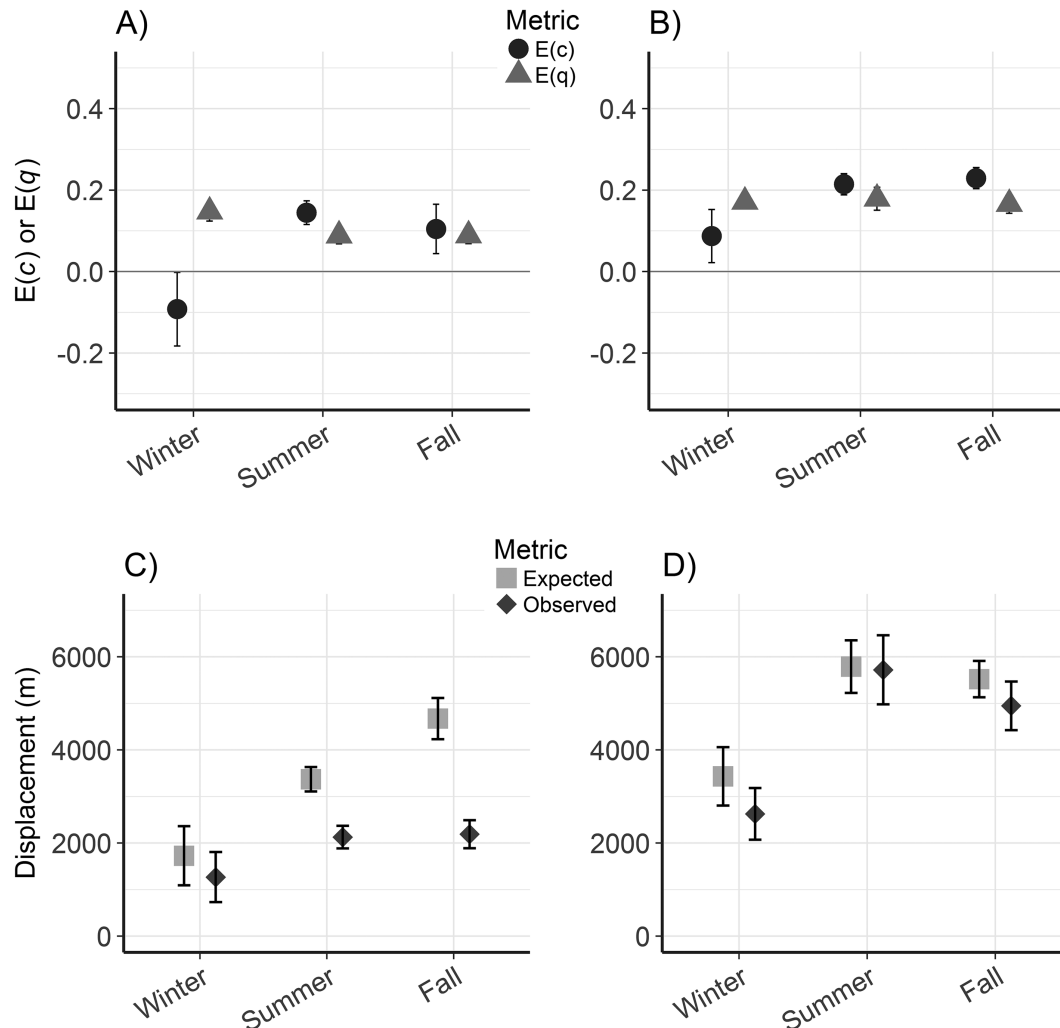 A)
Metric
E(c)
E(q)
B)
E(c) or E(q)
0.4
0.2
0.0
-0.2
0.4
0.2
0.0
-0.2
Winter
Summer
Fall
Winter
Summer
Fall
C)
Metric
Expected
Observed
D)
Displacement (m)
6000
4000
2000
0
6000
4000
2000
0
Winter
Summer
Fall
Winter
Summer
Fall